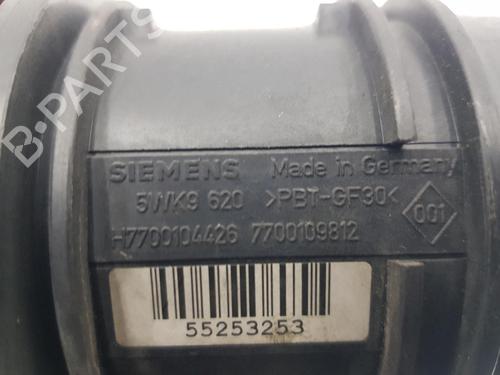 B-PARTS
SIEMENS Made in Germany
5WK9 620 >PBT-GF30< 001
H7700104426 7700109812
55253253